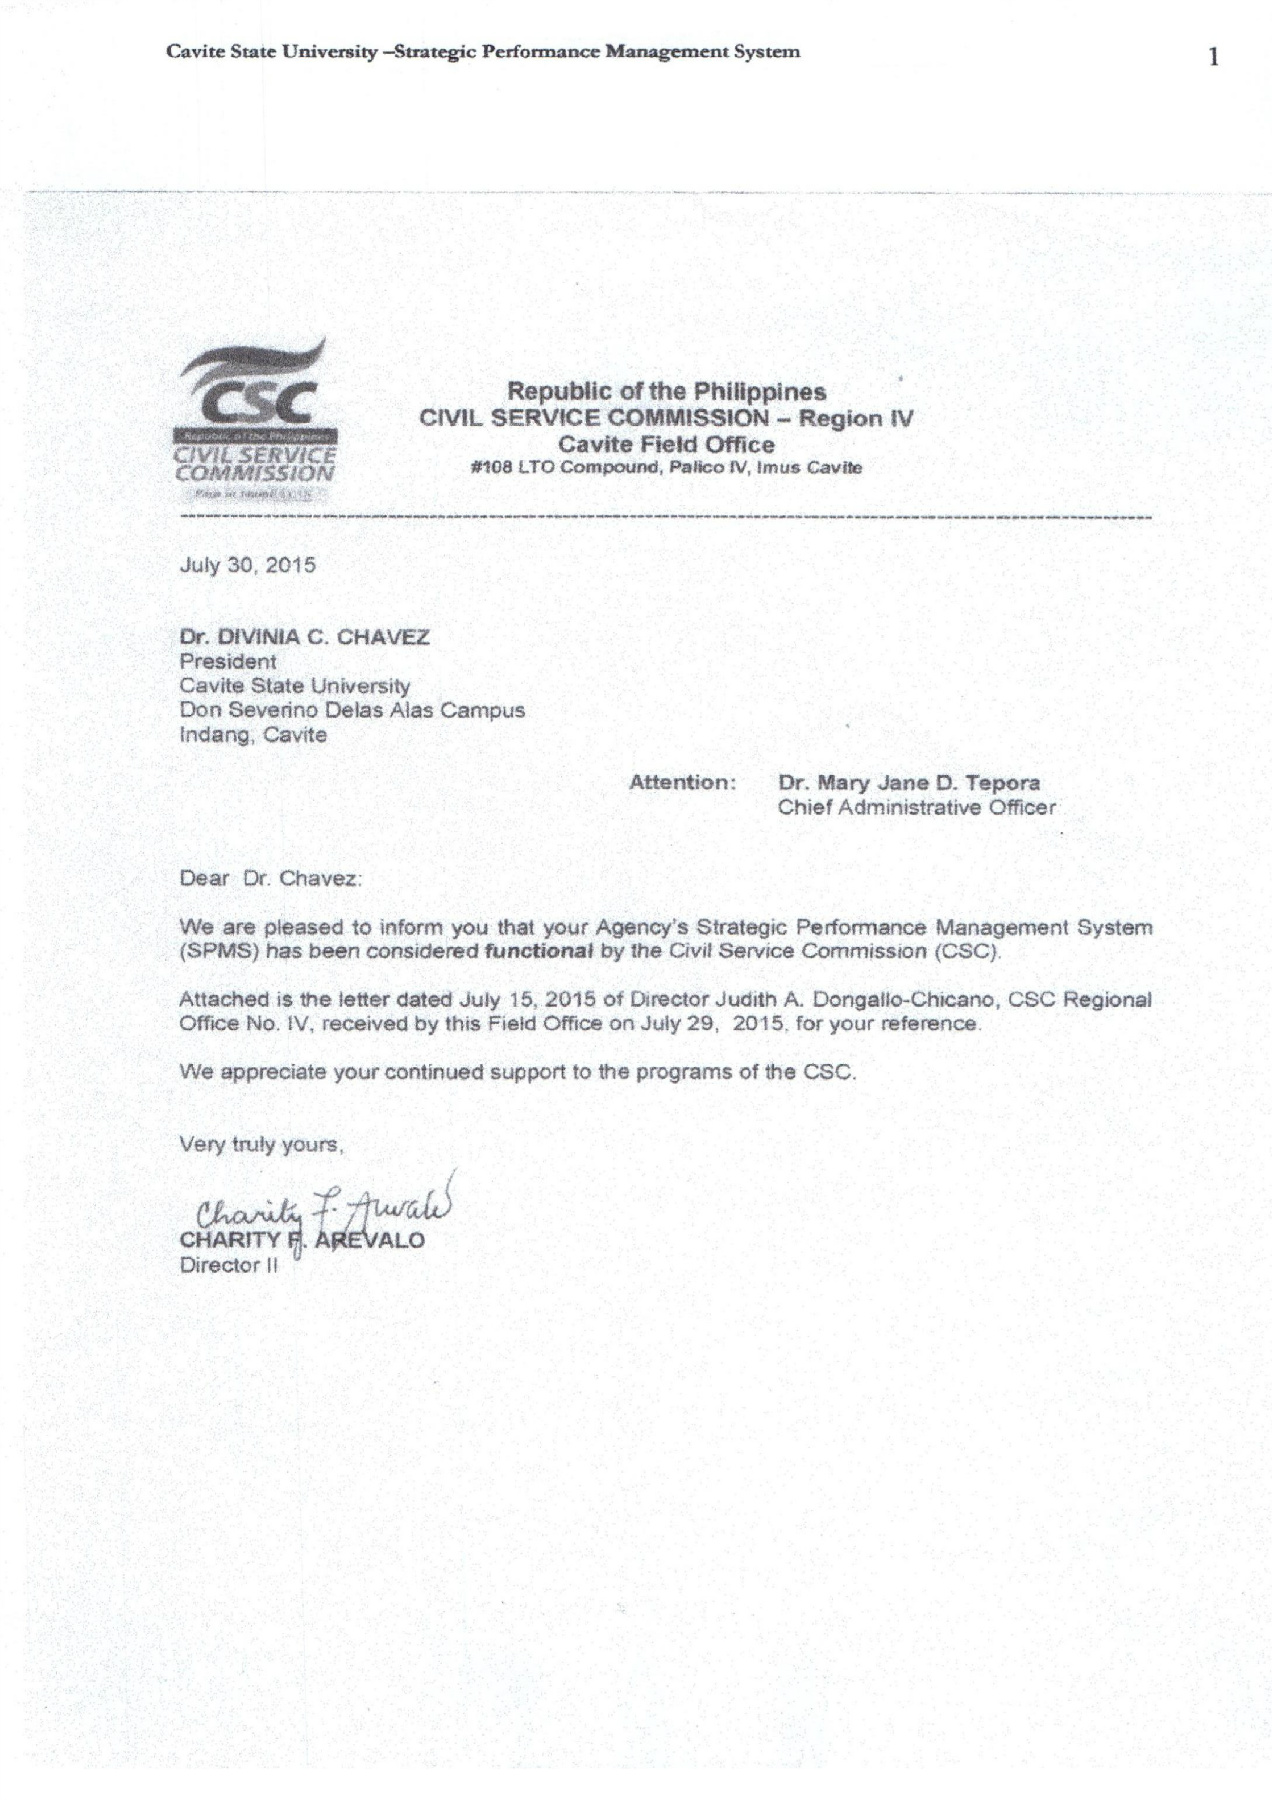 Cavite State University –Strategic Performance Management System
1
CSC
Republic of the Philippines
CIVIL SERVICE
COMMISSION
Republic of the Philippines
CIVIL SERVICE COMMISSION – Region IV
Cavite Field Office
#108 LTO Compound, Palico IV, Imus Cavite
July 30, 2015
Dr. DIVINIA C. CHAVEZ
President
Cavite State University
Don Severino Delas Alas Campus
Indang, Cavite
Attention: Dr. Mary Jane D. Tepora
Chief Administrative Officer
Dear Dr. Chavez:
We are pleased to inform you that your Agency's Strategic Performance Management System
(SPMS) has been considered functional by the Civil Service Commission (CSC).
Attached is the letter dated July 15, 2015 of Director Judith A. Dongallo-Chicano, CSC Regional
Office No. IV, received by this Field Office on July 29, 2015, for your reference.
We appreciate your continued support to the programs of the CSC.
Very truly yours,
Charity F. Arevalo
CHARITY F. AREVALO
Director II